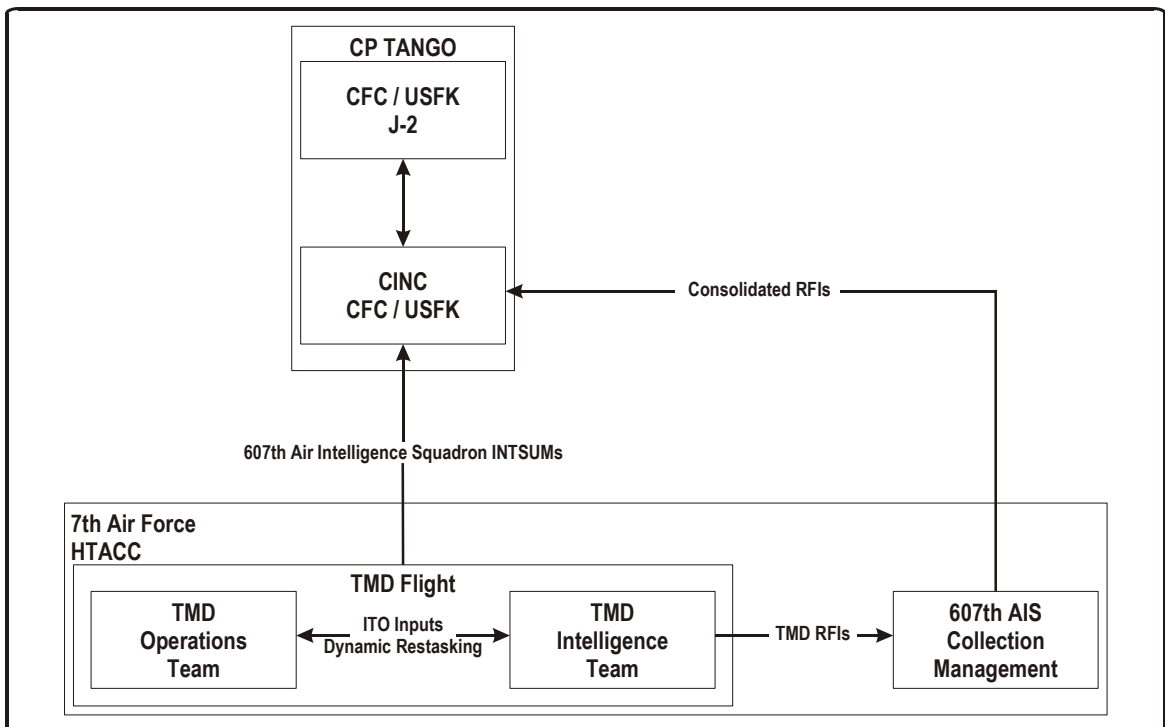 CP TANGO
CFC / USFK
J-2
CINC
CFC / USFK
Consolidated RFIs
607th Air Intelligence Squadron INTSUMs
7th Air Force
HTACC
TMD Flight
TMD
Operations
Team
ITO Inputs
Dynamic Restasking
TMD
Intelligence
Team
TMD RFIs
607th AIS
Collection
Management